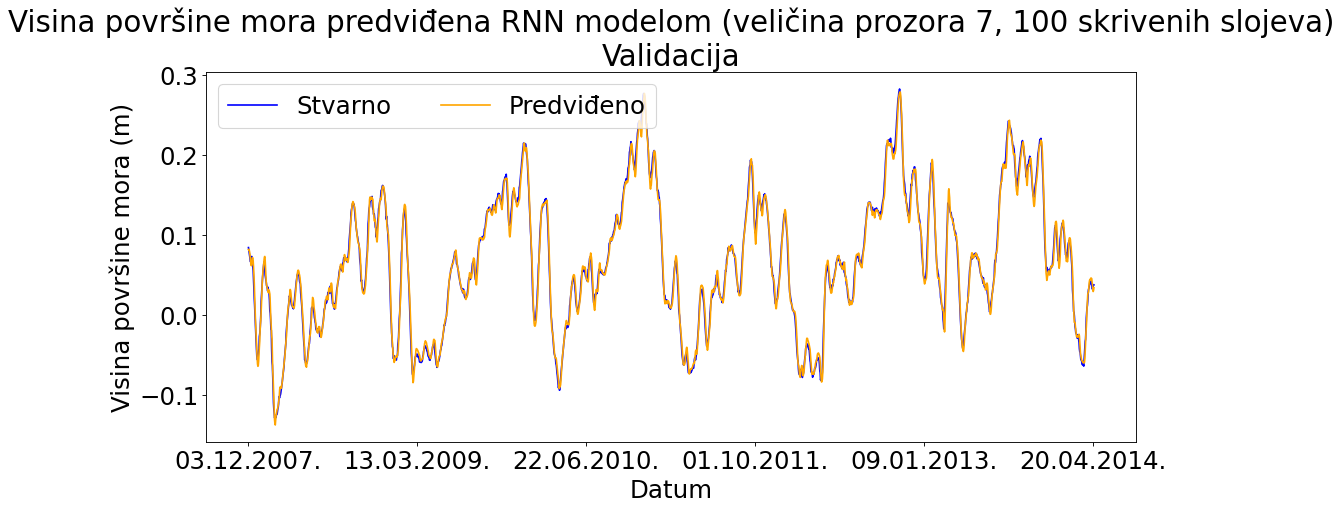 Visina površine mora predviđena RNN modelom (veličina prozora 7, 100 skrivenih slojeva)
Validacija
Stvarno
Predviđeno
Visina površine mora (m)
0.3
0.2
0.1
0.0
−0.1
03.12.2007.
13.03.2009.
22.06.2010.
01.10.2011.
09.01.2013.
20.04.2014.
Datum